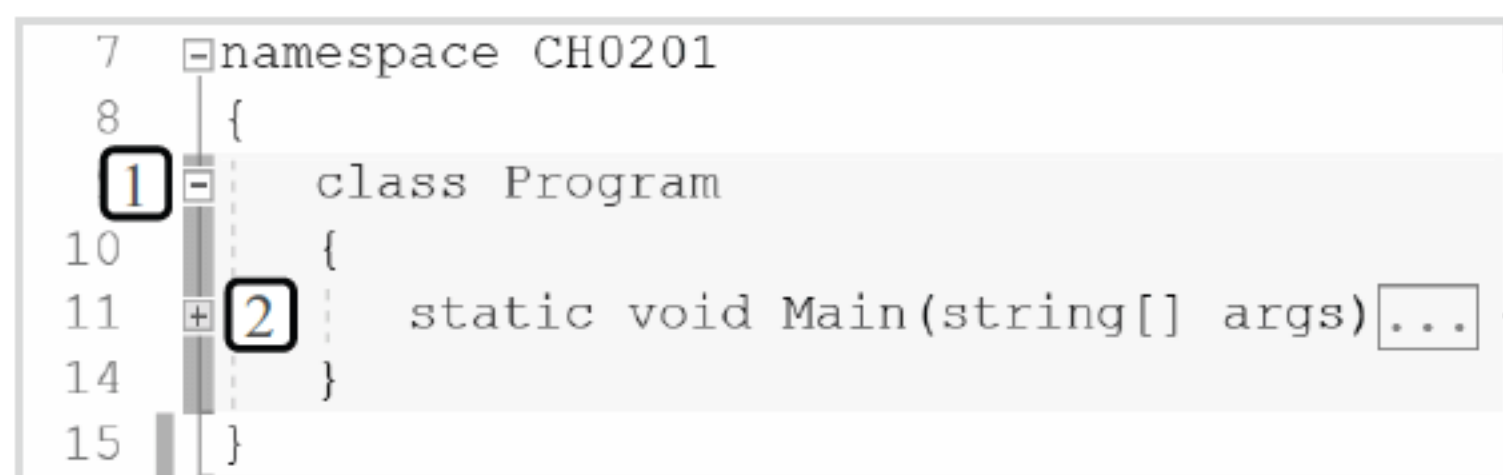 7 namespace CH0201
8 {
1 class Program
10 {
11 2 static void Main(string[] args)...
14 }
15 }